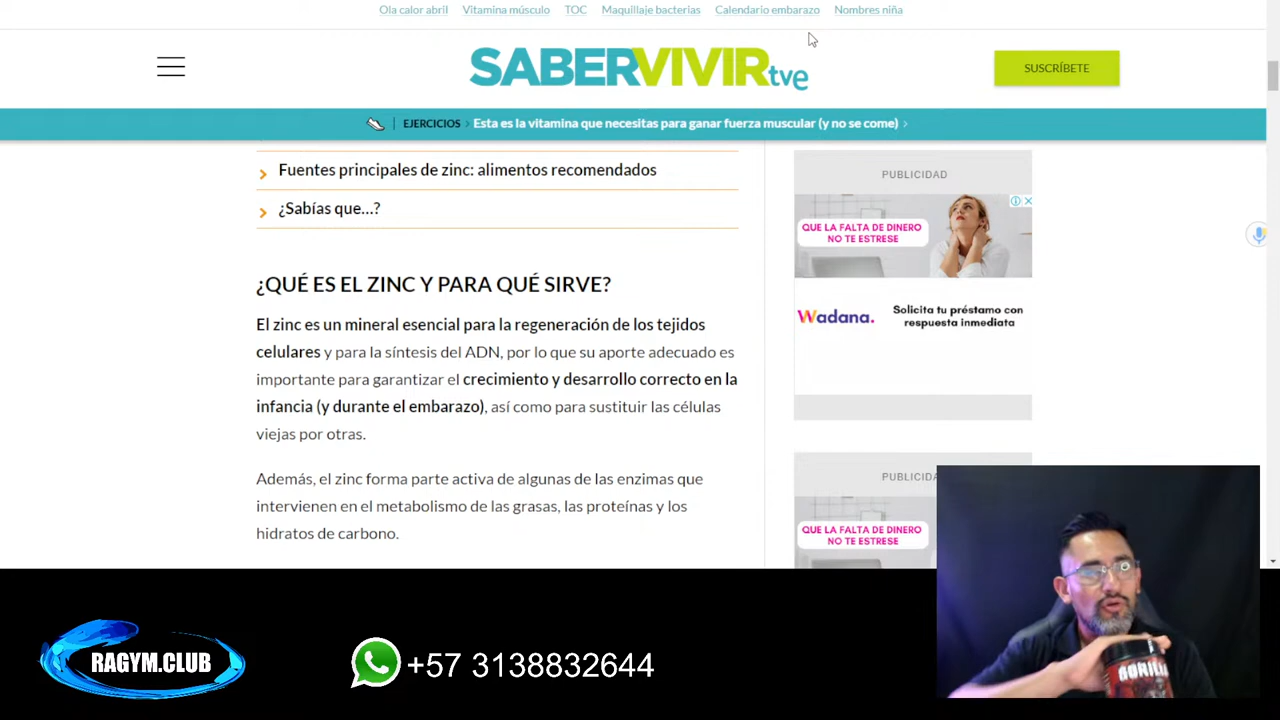 Ola calor abril Vitamina músculo TOC Maquillaje bacterias Calendario embarazo Nombres niña
SABERVIVIRtve
SUSCRÍBETE
EJERCICIOS > Esta es la vitamina que necesitas para ganar fuerza muscular (y no se come) >
Fuentes principales de zinc: alimentos recomendados
¿Sabías que...?
¿QUÉ ES EL ZINC Y PARA QUÉ SIRVE?
El zinc es un mineral esencial para la regeneración de los tejidos
celulares y para la síntesis del ADN, por lo que su aporte adecuado es
importante para garantizar el crecimiento y desarrollo correcto en la
infancia (y durante el embarazo), así como para sustituir las células
viejas por otras.
Además, el zinc forma parte activa de algunas de las enzimas que
intervienen en el metabolismo de las grasas, las proteínas y los
hidratos de carbono.
PUBLICIDAD
QUE LA FALTA DE DINERO
NO TE ESTRESE
Wadana.
Solicita tu préstamo con
respuesta inmediata
PUBLICIDA
QUE LA FALTA DE DINERO
NO TE ESTRESE
GORILL
RAGYM.CLUB
+57 3138832644